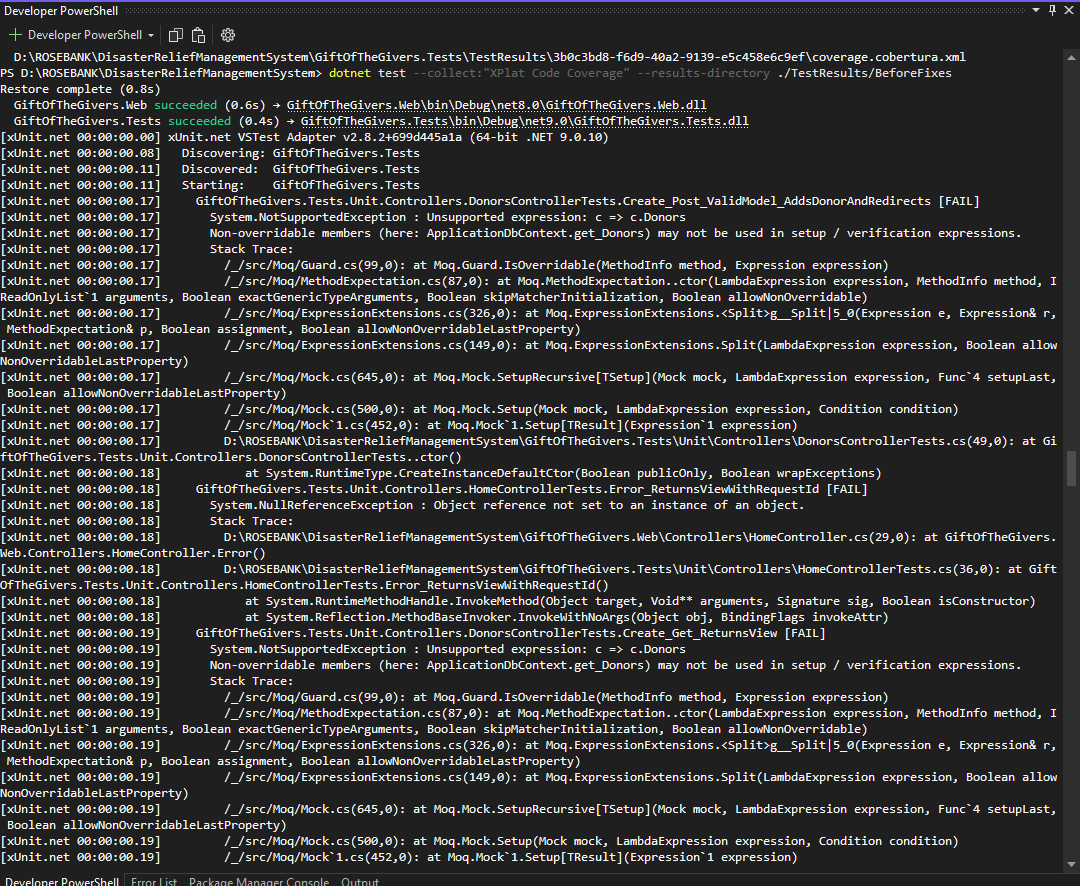 Developer PowerShell
Developer PowerShell
D:\ROSEBANK\DisasterReliefManagementSystem\GiftOfTheGivers.Tests\TestResults\3b0c3bd8-f6d9-40a2-9139-e5c458e6c9ef\coverage.cobertura.xml
PS D:\ROSEBANK\DisasterReliefManagementSystem> dotnet test --collect:"XPlat Code Coverage" --results-directory ./TestResults/BeforeFixes
Restore complete (0.8s)
GiftOfTheGivers.Web succeeded (0.6s) → GiftOfTheGivers.Web\bin\Debug\net8.0\GiftOfTheGivers.Web.dll
GiftOfTheGivers.Tests succeeded (0.4s) → GiftOfTheGivers.Tests\bin\Debug\net9.0\GiftOfTheGivers.Tests.dll
[xUnit.net 00:00:00.00] xUnit.net VSTest Adapter v2.8.2+699d445a1a (64-bit .NET 9.0.10)
[xUnit.net 00:00:00.08]   Discovering: GiftOfTheGivers.Tests
[xUnit.net 00:00:00.11]   Discovered:  GiftOfTheGivers.Tests
[xUnit.net 00:00:00.11]   Starting:    GiftOfTheGivers.Tests
[xUnit.net 00:00:00.17]     GiftOfTheGivers.Tests.Unit.Controllers.DonorsControllerTests.Create_Post_ValidModel_AddsDonorAndRedirects [FAIL]
[xUnit.net 00:00:00.17]       System.NotSupportedException : Unsupported expression: c => c.Donors
[xUnit.net 00:00:00.17]       Non-overridable members (here: ApplicationDbContext.get_Donors) may not be used in setup / verification expressions.
[xUnit.net 00:00:00.17]       Stack Trace:
[xUnit.net 00:00:00.17]         /_/src/Moq/Guard.cs(99,0): at Moq.Guard.IsOverridable(MethodInfo method, Expression expression)
[xUnit.net 00:00:00.17]         /_/src/Moq/MethodExpectation.cs(87,0): at Moq.MethodExpectation..ctor(LambdaExpression expression, MethodInfo method, I
ReadOnlyList`1 arguments, Boolean exactGenericTypeArguments, Boolean skipMatcherInitialization, Boolean allowNonOverridable)
[xUnit.net 00:00:00.17]         /_/src/Moq/ExpressionExtensions.cs(326,0): at Moq.ExpressionExtensions.<Split>g__Split|5_0(Expression e, Expression& r,
MethodExpectation& p, Boolean assignment, Boolean allowNonOverridableLastProperty)
[xUnit.net 00:00:00.17]         /_/src/Moq/ExpressionExtensions.cs(149,0): at Moq.ExpressionExtensions.Split(LambdaExpression expression, Boolean allow
NonOverridableLastProperty)
[xUnit.net 00:00:00.17]         /_/src/Moq/Mock.cs(645,0): at Moq.Mock.SetupRecursive[TSetup](Mock mock, LambdaExpression expression, Func`4 setupLast,
Boolean allowNonOverridableLastProperty)
[xUnit.net 00:00:00.17]         /_/src/Moq/Mock.cs(500,0): at Moq.Mock.Setup(Mock mock, LambdaExpression expression, Condition condition)
[xUnit.net 00:00:00.17]         /_/src/Moq/Mock`1.cs(452,0): at Moq.Mock`1.Setup[TResult](Expression`1 expression)
[xUnit.net 00:00:00.17]         D:\ROSEBANK\DisasterReliefManagementSystem\GiftOfTheGivers.Tests\Unit\Controllers\DonorsControllerTests.cs(49,0): at Gi
ftOfTheGivers.Tests.Unit.Controllers.DonorsControllerTests..ctor()
[xUnit.net 00:00:00.18]            at System.RuntimeType.CreateInstanceDefaultCtor(Boolean publicOnly, Boolean wrapExceptions)
[xUnit.net 00:00:00.18]     GiftOfTheGivers.Tests.Unit.Controllers.HomeControllerTests.Error_ReturnsViewWithRequestId [FAIL]
[xUnit.net 00:00:00.18]       System.NullReferenceException : Object reference not set to an instance of an object.
[xUnit.net 00:00:00.18]       Stack Trace:
[xUnit.net 00:00:00.18]         D:\ROSEBANK\DisasterReliefManagementSystem\GiftOfTheGivers.Web\Controllers\HomeController.cs(29,0): at GiftOfTheGivers.
Web.Controllers.HomeController.Error()
[xUnit.net 00:00:00.18]         D:\ROSEBANK\DisasterReliefManagementSystem\GiftOfTheGivers.Tests\Unit\Controllers\HomeControllerTests.cs(36,0): at Gift
OfTheGivers.Tests.Unit.Controllers.HomeControllerTests.Error_ReturnsViewWithRequestId()
[xUnit.net 00:00:00.18]            at System.RuntimeMethodHandle.InvokeMethod(Object target, Void** arguments, Signature sig, Boolean isConstructor)
[xUnit.net 00:00:00.18]            at System.Reflection.MethodBaseInvoker.InvokeWithNoArgs(Object obj, BindingFlags invokeAttr)
[xUnit.net 00:00:00.19]     GiftOfTheGivers.Tests.Unit.Controllers.DonorsControllerTests.Create_Get_ReturnsView [FAIL]
[xUnit.net 00:00:00.19]       System.NotSupportedException : Unsupported expression: c => c.Donors
[xUnit.net 00:00:00.19]       Non-overridable members (here: ApplicationDbContext.get_Donors) may not be used in setup / verification expressions.
[xUnit.net 00:00:00.19]       Stack Trace:
[xUnit.net 00:00:00.19]         /_/src/Moq/Guard.cs(99,0): at Moq.Guard.IsOverridable(MethodInfo method, Expression expression)
[xUnit.net 00:00:00.19]         /_/src/Moq/MethodExpectation.cs(87,0): at Moq.MethodExpectation..ctor(LambdaExpression expression, MethodInfo method, I
ReadOnlyList`1 arguments, Boolean exactGenericTypeArguments, Boolean skipMatcherInitialization, Boolean allowNonOverridable)
[xUnit.net 00:00:00.19]         /_/src/Moq/ExpressionExtensions.cs(326,0): at Moq.ExpressionExtensions.<Split>g__Split|5_0(Expression e, Expression& r,
MethodExpectation& p, Boolean assignment, Boolean allowNonOverridableLastProperty)
[xUnit.net 00:00:00.19]         /_/src/Moq/ExpressionExtensions.cs(149,0): at Moq.ExpressionExtensions.Split(LambdaExpression expression, Boolean allow
NonOverridableLastProperty)
[xUnit.net 00:00:00.19]         /_/src/Moq/Mock.cs(645,0): at Moq.Mock.SetupRecursive[TSetup](Mock mock, LambdaExpression expression, Func`4 setupLast,
Boolean allowNonOverridableLastProperty)
[xUnit.net 00:00:00.19]         /_/src/Moq/Mock.cs(500,0): at Moq.Mock.Setup(Mock mock, LambdaExpression expression, Condition condition)
[xUnit.net 00:00:00.19]         /_/src/Moq/Mock`1.cs(452,0): at Moq.Mock`1.Setup[TResult](Expression`1 expression)
Developer PowerShell Error List Package Manager Console Output